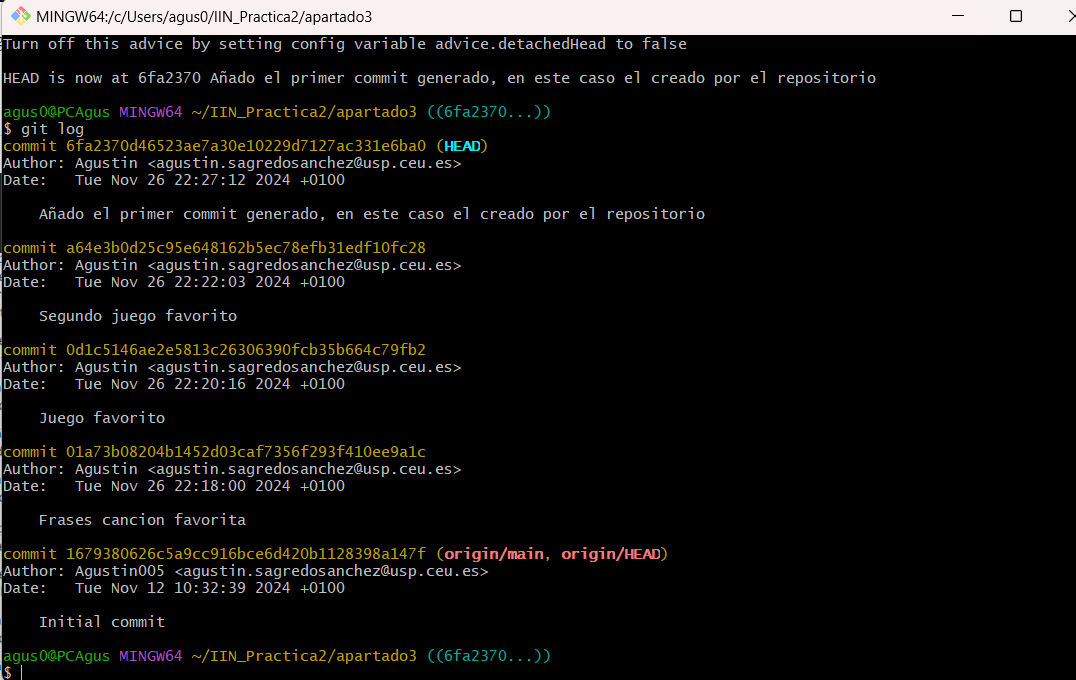 MINGW64:/c/Users/agus0/IIN_Practica2/apartado3
Turn off this advice by setting config variable advice.detachedHead to false
HEAD is now at 6fa2370 Añado el primer commit generado, en este caso el creado por el repositorio
agus0@PCAgus MINGW64 ~/IIN_Practica2/apartado3 ((6fa2370...))
$ git log
commit 6fa2370d46523ae7a30e10229d7127ac331e6ba0 (HEAD)
Author: Agustin <agustin.sagredosanchez@usp.ceu.es>
Date:   Tue Nov 26 22:27:12 2024 +0100
    Añado el primer commit generado, en este caso el creado por el repositorio
commit a64e3b0d25c95e648162b5ec78efb31edf10fc28
Author: Agustin <agustin.sagredosanchez@usp.ceu.es>
Date:   Tue Nov 26 22:22:03 2024 +0100
    Segundo juego favorito
commit 0d1c5146ae2e5813c26306390fcb35b664c79fb2
Author: Agustin <agustin.sagredosanchez@usp.ceu.es>
Date:   Tue Nov 26 22:20:16 2024 +0100
    Juego favorito
commit 01a73b08204b1452d03caf7356f293f410ee9a1c
Author: Agustin <agustin.sagredosanchez@usp.ceu.es>
Date:   Tue Nov 26 22:18:00 2024 +0100
    Frases cancion favorita
commit 1679380626c5a9cc916bce6d420b1128398a147f (origin/main, origin/HEAD)
Author: Agustin005 <agustin.sagredosanchez@usp.ceu.es>
Date:   Tue Nov 12 10:32:39 2024 +0100
    Initial commit
agus0@PCAgus MINGW64 ~/IIN_Practica2/apartado3 ((6fa2370...))
$